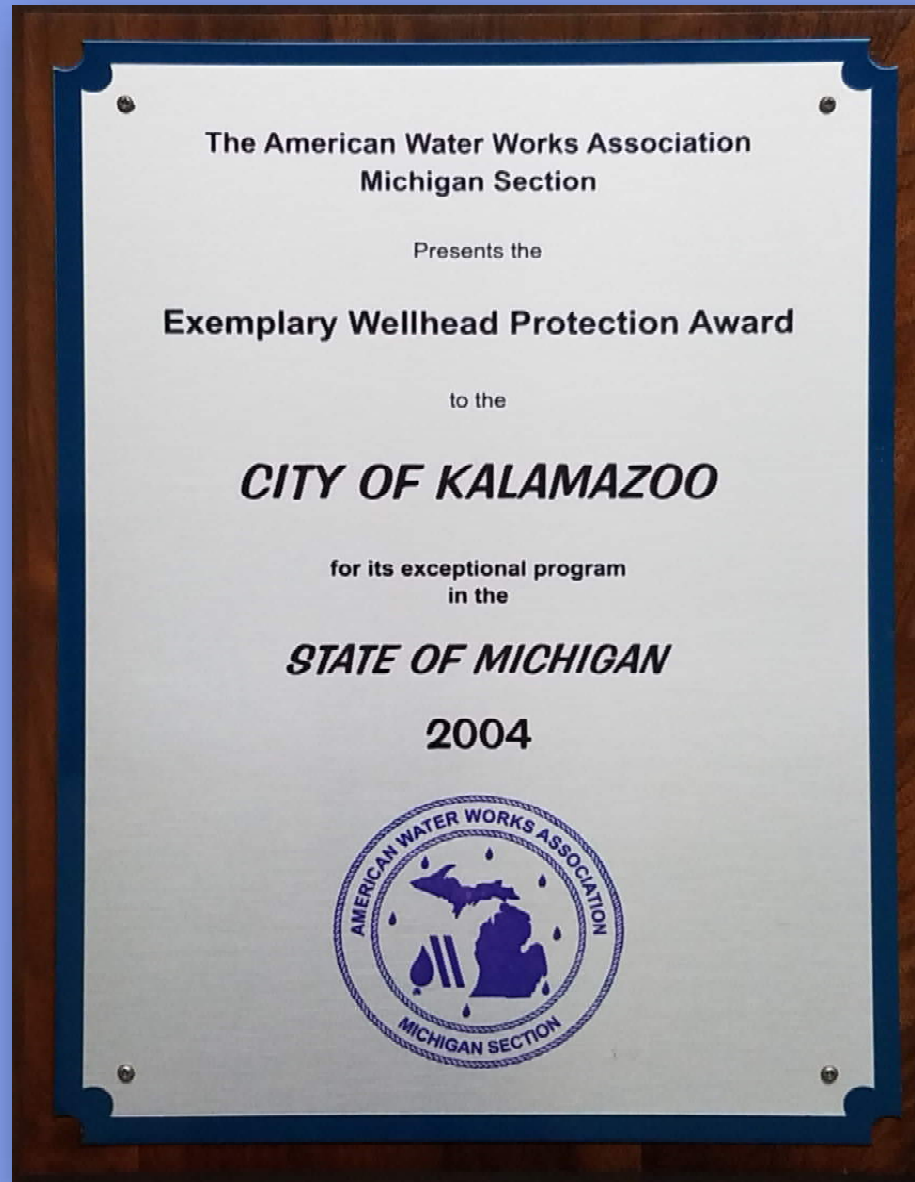 The American Water Works Association
Michigan Section
Presents the
Exemplary Wellhead Protection Award
to the
CITY OF KALAMAZOO
for its exceptional program
in the
STATE OF MICHIGAN
2004
AMERICAN WATER WORKS ASSOCIATION
MICHIGAN SECTION